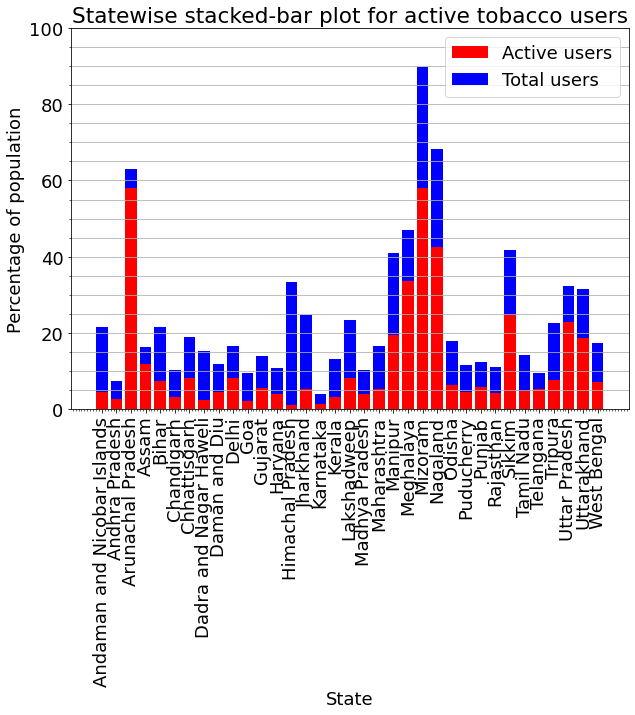 Statewise stacked-bar plot for active tobacco users
Active users
Total users
Percentage of population
100
80
60
40
20
0
Andaman and Nicobar Islands
Andhra Pradesh
Arunachal Pradesh
Assam
Bihar
Chandigarh
Chhattisgarh
Dadra and Nagar Haweli
Daman and Diu
Delhi
Goa
Gujarat
Haryana
Himachal Pradesh
Jharkhand
Karnataka
Kerala
Lakshadweep
Madhya Pradesh
Maharashtra
Manipur
Meghalaya
Mizoram
Nagaland
Odisha
Puducherry
Punjab
Rajasthan
Sikkim
Tamil Nadu
Telangana
Tripura
Uttar Pradesh
Uttarakhand
West Bengal
State